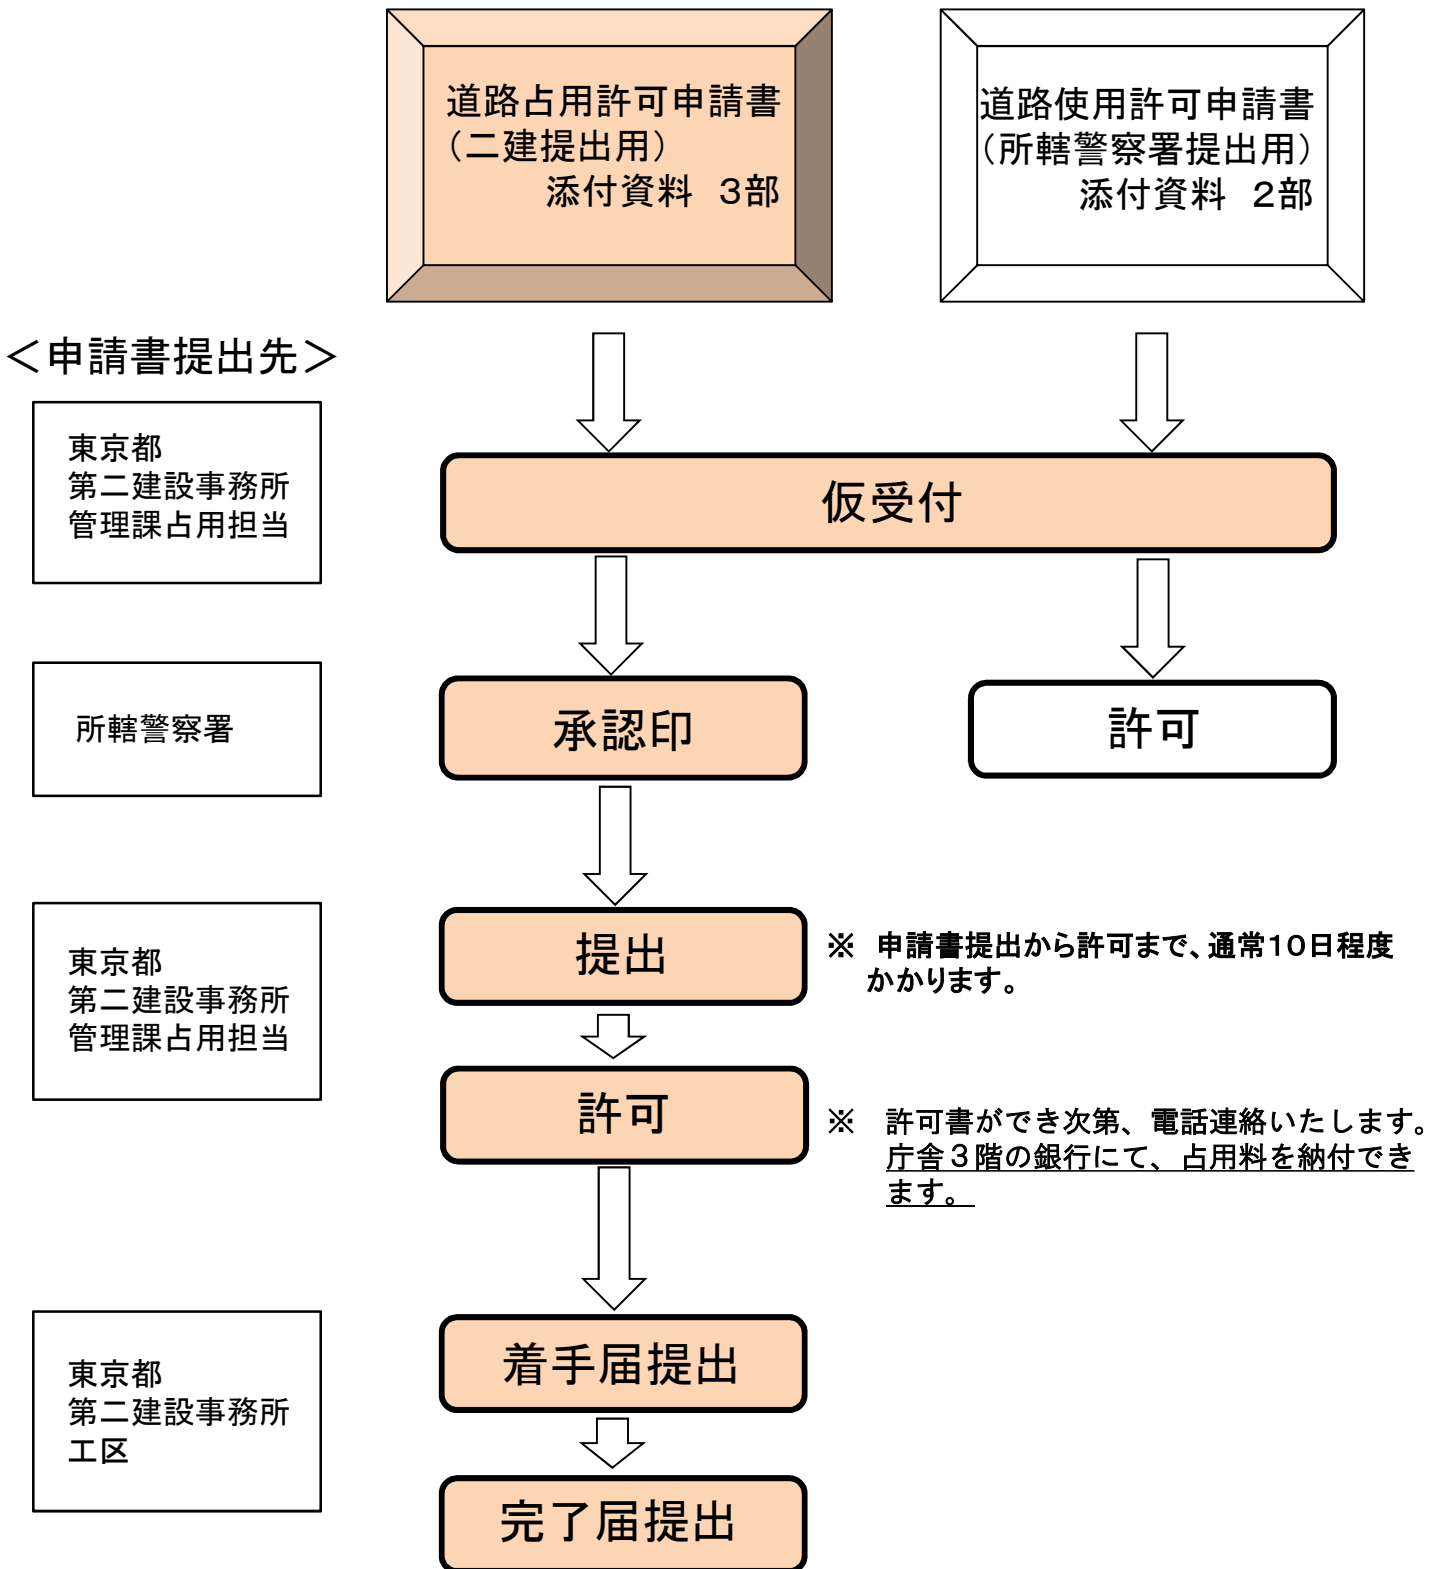 道路占用許可申請書
（二建提出用）
添付資料　３部
道路使用許可申請書
（所轄警察署提出用）
添付資料　２部
＜申請書提出先＞
東京都
第二建設事務所
管理課占用担当
仮受付
所轄警察署
承認印
許可
東京都
第二建設事務所
管理課占用担当
提出
※　申請書提出から許可まで、通常１０日程度
かかります。
許可
※　許可書ができ次第、電話連絡いたします。
庁舎３階の銀行にて、占用料を納付でき
ます。
東京都
第二建設事務所
工区
着手届提出
完了届提出